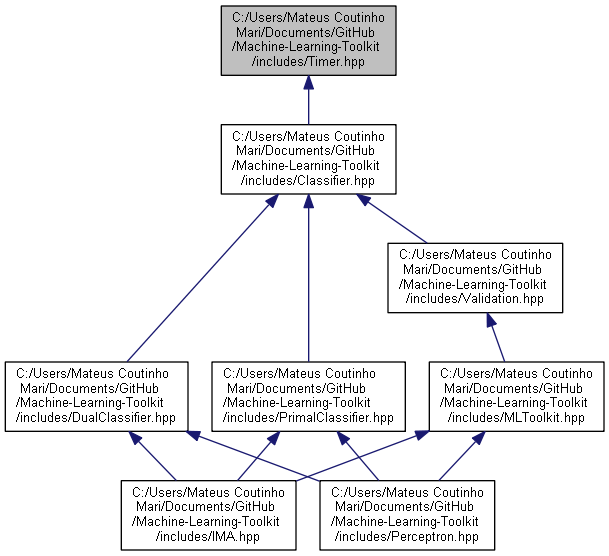 C:/Users/Mateus Coutinho
Mari/Documents/GitHub
/Machine-Learning-Toolkit
/includes/Timer.hpp
C:/Users/Mateus Coutinho
Mari/Documents/GitHub
/Machine-Learning-Toolkit
/includes/Classifier.hpp
C:/Users/Mateus Coutinho
Mari/Documents/GitHub
/Machine-Learning-Toolkit
/includes/Validation.hpp
C:/Users/Mateus Coutinho
Mari/Documents/GitHub
/Machine-Learning-Toolkit
/includes/DualClassifier.hpp
C:/Users/Mateus Coutinho
Mari/Documents/GitHub
/Machine-Learning-Toolkit
/includes/PrimalClassifier.hpp
C:/Users/Mateus Coutinho
Mari/Documents/GitHub
/Machine-Learning-Toolkit
/includes/MLToolkit.hpp
C:/Users/Mateus Coutinho
Mari/Documents/GitHub
/Machine-Learning-Toolkit
/includes/IMA.hpp
C:/Users/Mateus Coutinho
Mari/Documents/GitHub
/Machine-Learning-Toolkit
/includes/Perceptron.hpp